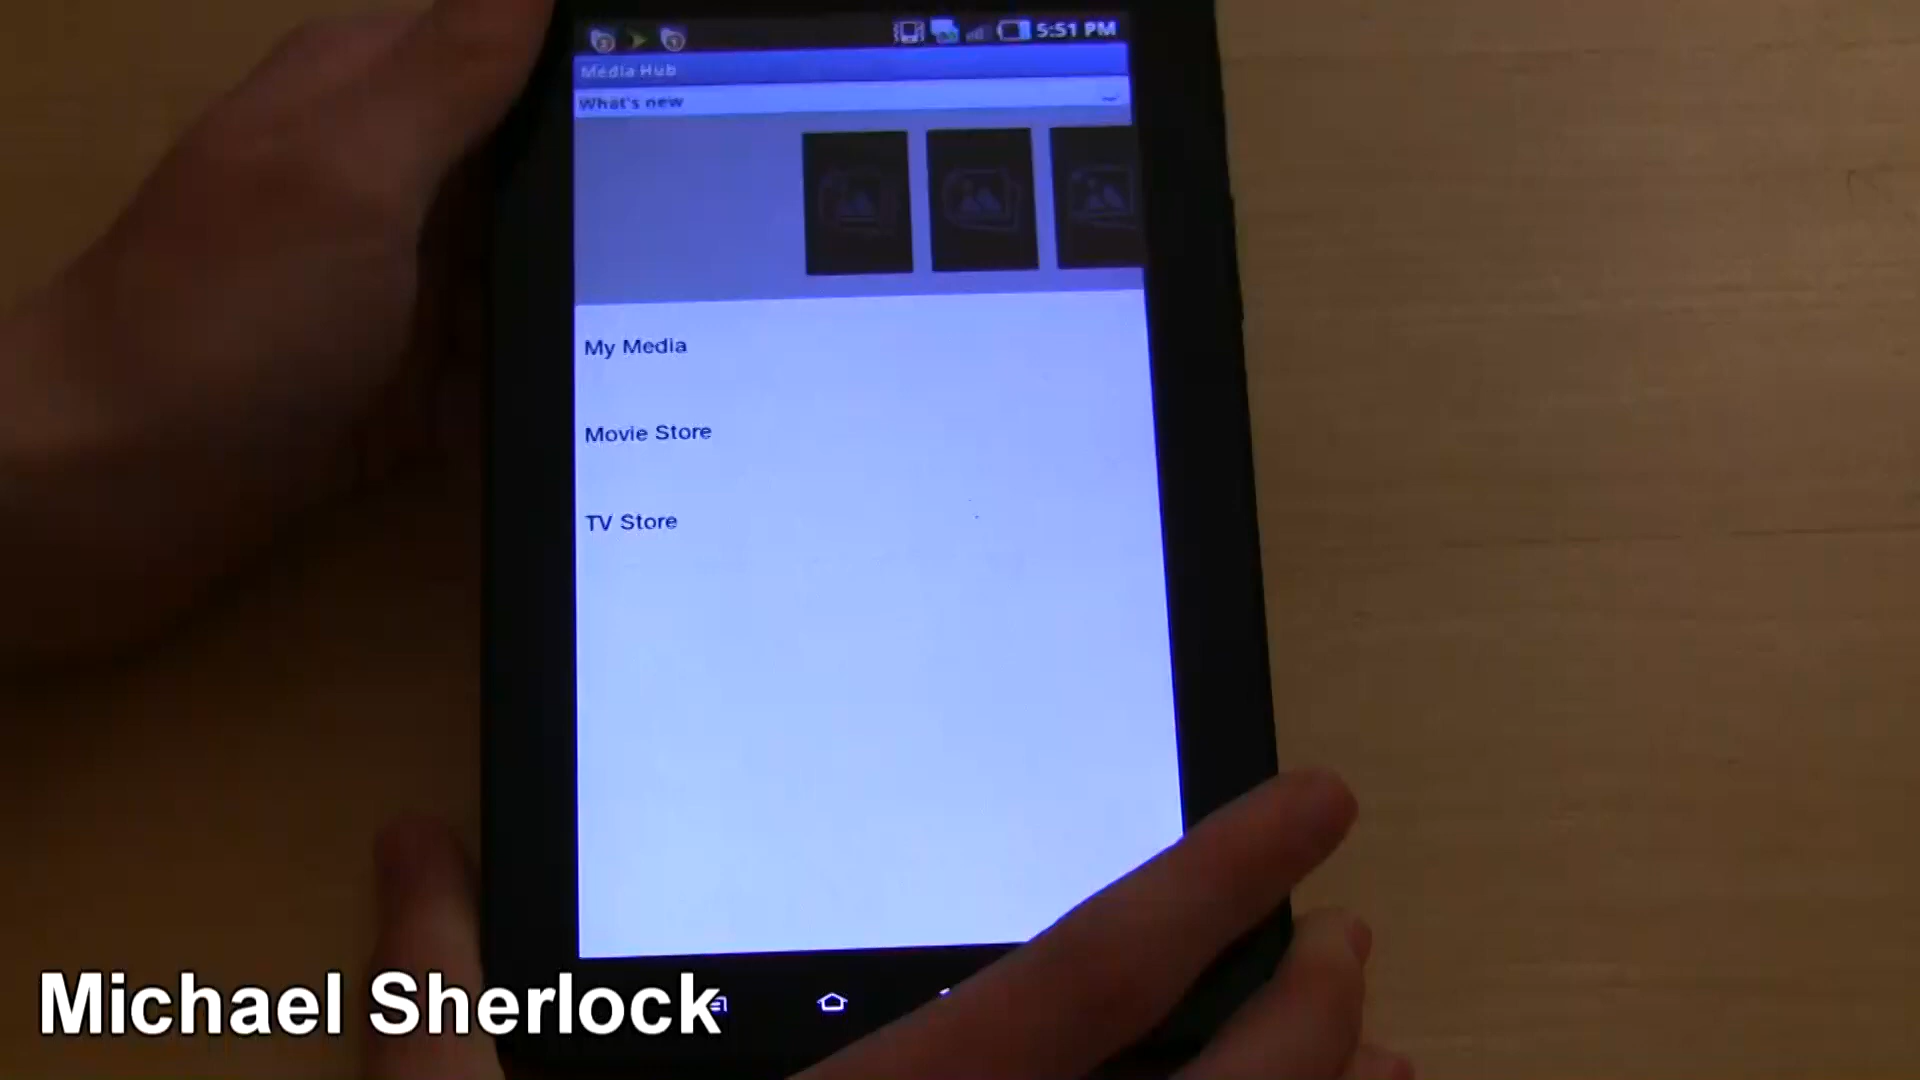 5:51 PM
Media Hub
What's new
My Media
Movie Store
TV Store
Michael Sherlock